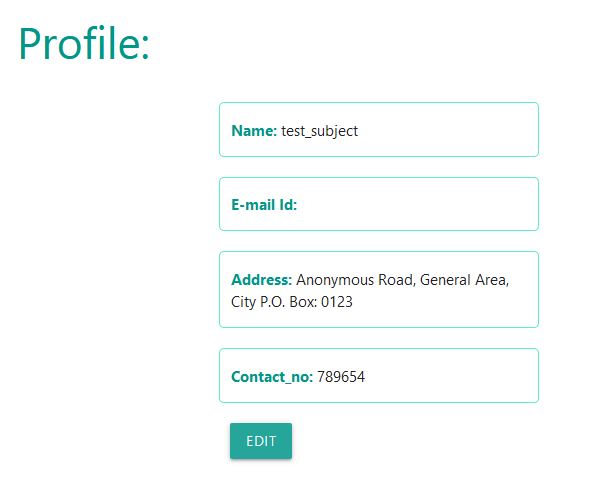 Profile:
Name: test_subject
E-mail Id:
Address: Anonymous Road, General Area,
City P.O. Box: 0123
Contact_no: 789654
EDIT